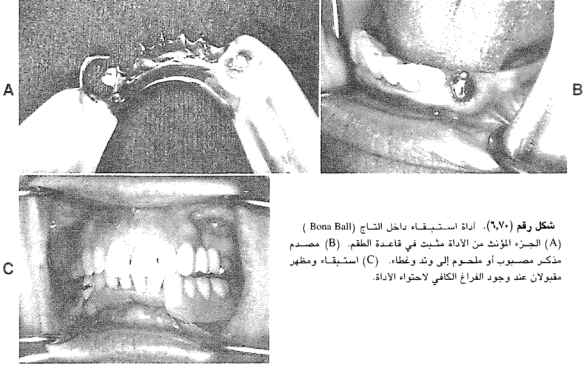 A
B
C
شكل رقم (٦,٧٠). أداة استبقاء داخل التاج (Bona Ball)
(A) الجزء المؤنث من الأداة مثبت في قاعدة الطقم. (B) مصدم
مذكر مصبوب أو ملحوم إلى وتد وغطاء. (C) استبقاء ومظهر
مقبولان عند وجود الفراغ الكافي لاحتواء الأداة.